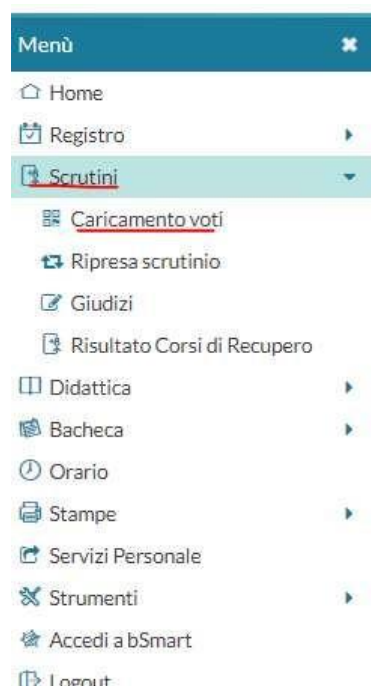 Menù
Home
Registro
Scrutini
Caricamento voti
Ripresa scrutinio
Giudizi
Risultato Corsi di Recupero
Didattica
Bacheca
Orario
Stampe
Servizi Personale
Strumenti
Accedi a bSmart
Logout